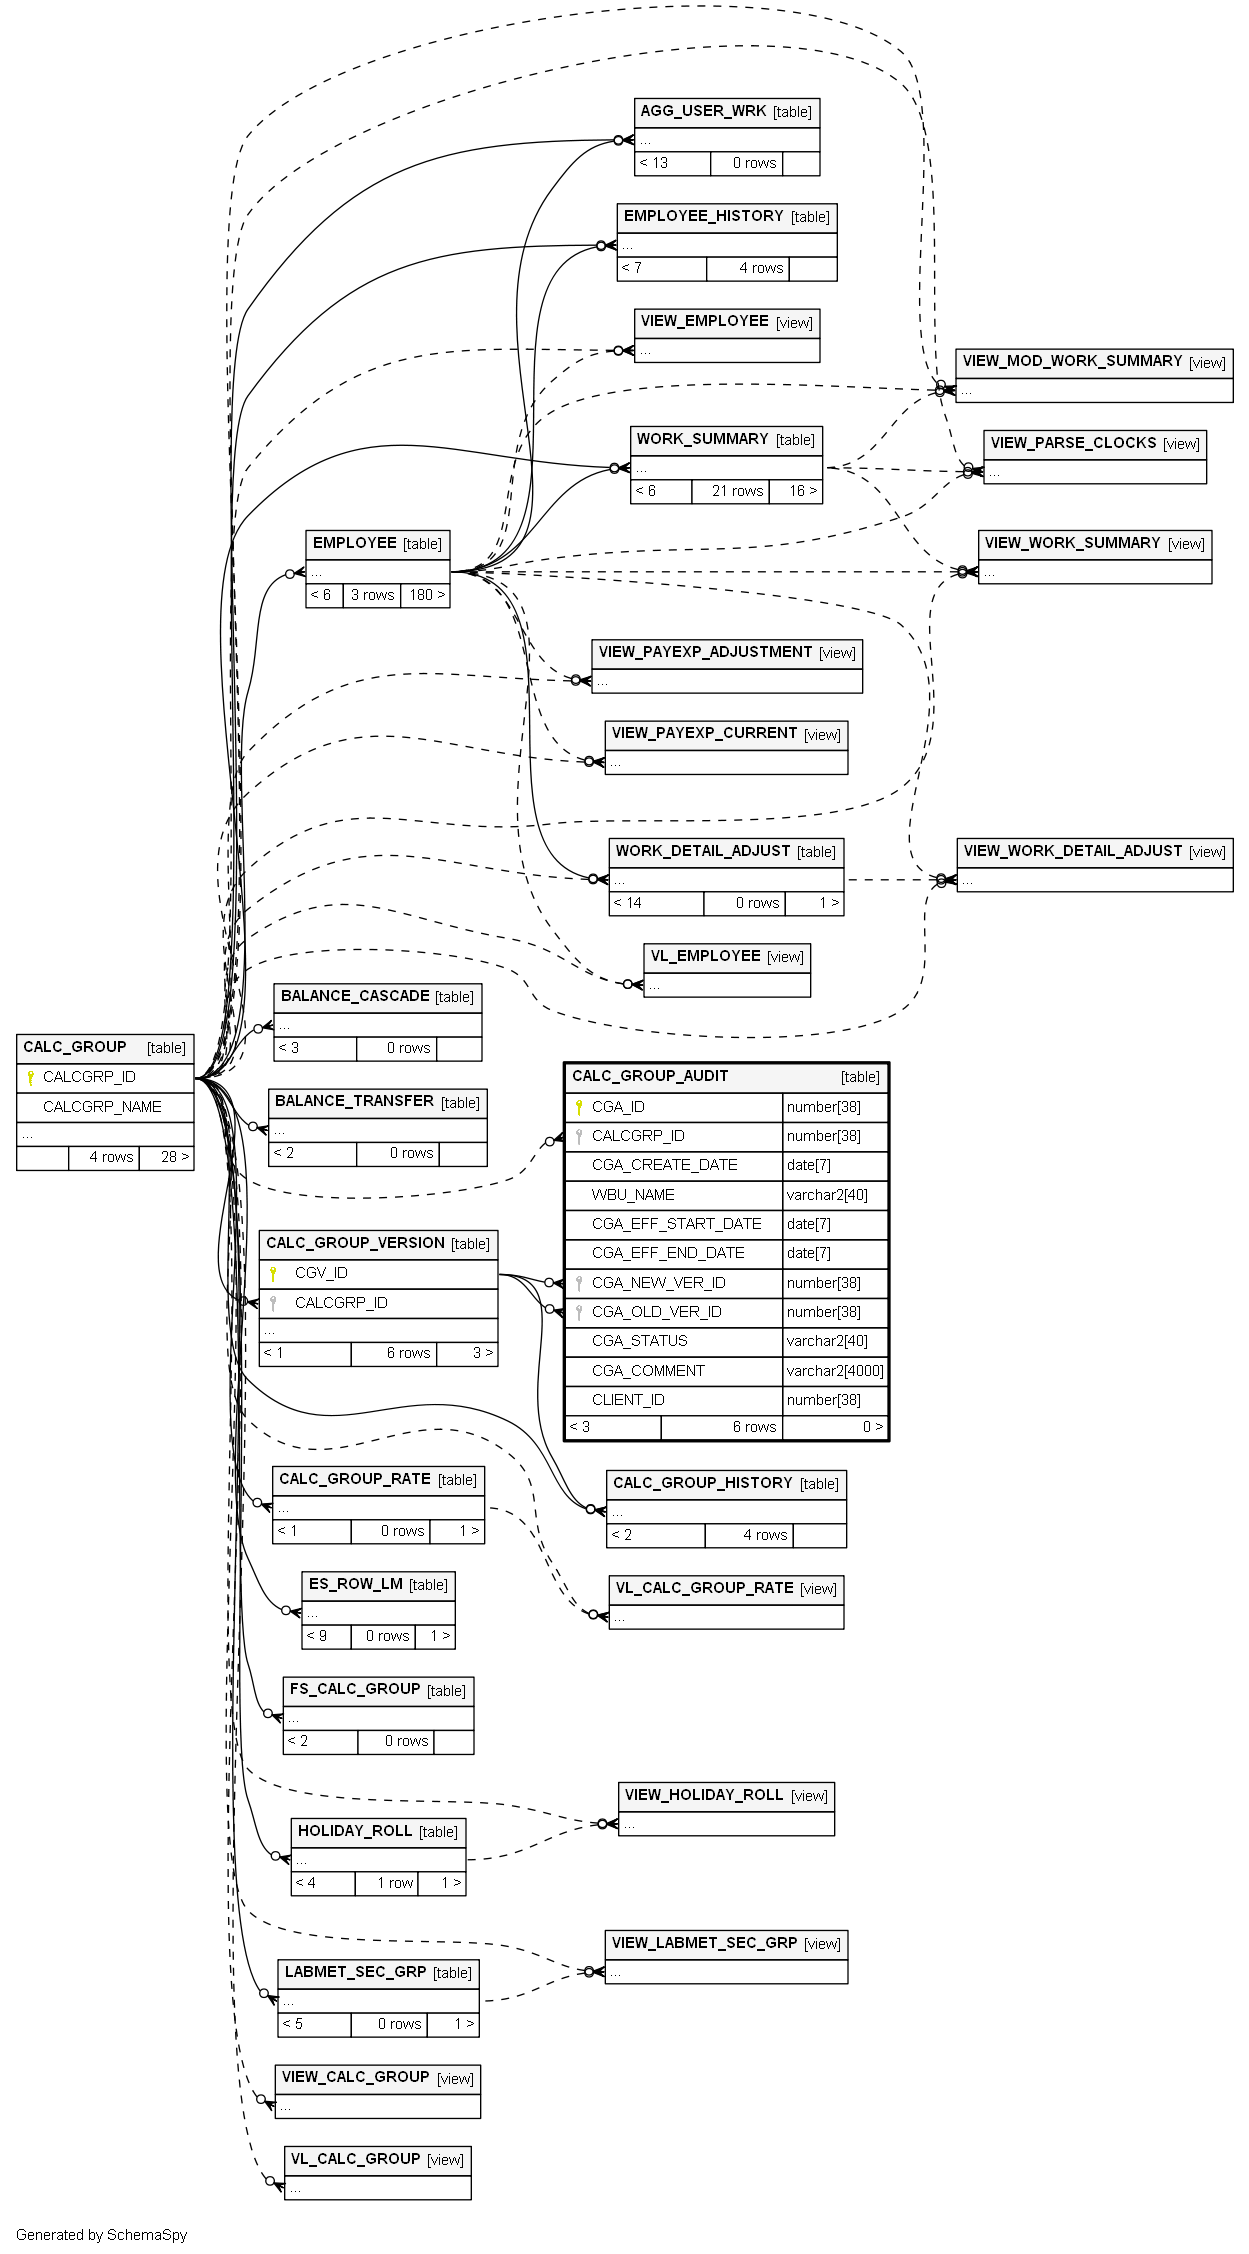 AGG_USER_WRK [table]
...
< 13 0 rows
EMPLOYEE_HISTORY [table]
...
< 7 4 rows
VIEW_EMPLOYEE [view]
...
VIEW_MOD_WORK_SUMMARY [view]
...
WORK_SUMMARY [table]
...
< 6 21 rows 16 >
VIEW_PARSE_CLOCKS [view]
...
EMPLOYEE [table]
...
< 6 3 rows 180 >
VIEW_WORK_SUMMARY [view]
...
VIEW_PAYEXP_ADJUSTMENT [view]
...
VIEW_PAYEXP_CURRENT [view]
...
WORK_DETAIL_ADJUST [table]
...
< 14 0 rows 1 >
VIEW_WORK_DETAIL_ADJUST [view]
...
VL_EMPLOYEE [view]
...
BALANCE_CASCADE [table]
...
< 3 0 rows
CALC_GROUP [table]
CALCGRP_ID
CALCGRP_NAME
...
4 rows 28 >
BALANCE_TRANSFER [table]
...
< 2 0 rows
CALC_GROUP_AUDIT [table]
CGA_ID number[38]
CALCGRP_ID number[38]
CGA_CREATE_DATE date[7]
WBU_NAME varchar2[40]
CGA_EFF_START_DATE date[7]
CGA_EFF_END_DATE date[7]
CGA_NEW_VER_ID number[38]
CGA_OLD_VER_ID number[38]
CGA_STATUS varchar2[40]
CGA_COMMENT varchar2[4000]
CLIENT_ID number[38]
< 3 6 rows 0 >
CALC_GROUP_VERSION [table]
CGV_ID
CALCGRP_ID
...
< 1 6 rows 3 >
CALC_GROUP_RATE [table]
...
< 1 0 rows 1 >
CALC_GROUP_HISTORY [table]
...
< 2 4 rows
ES_ROW_LM [table]
...
< 9 0 rows 1 >
VL_CALC_GROUP_RATE [view]
...
FS_CALC_GROUP [table]
...
< 2 0 rows
VIEW_HOLIDAY_ROLL [view]
...
HOLIDAY_ROLL [table]
...
< 4 1 row 1 >
VIEW_LABMET_SEC_GRP [view]
...
LABMET_SEC_GRP [table]
...
< 5 0 rows 1 >
VIEW_CALC_GROUP [view]
...
VL_CALC_GROUP [view]
...
Generated by SchemaSpy